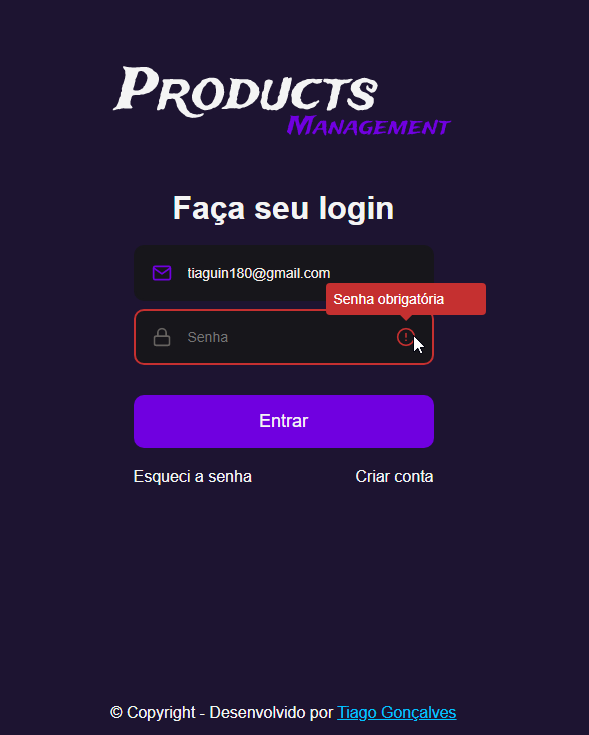 Products
Management
Faça seu login
tiaguin180@gmail.com
Senha obrigatória
Senha
Entrar
Esqueci a senha
Criar conta
© Copyright - Desenvolvido por Tiago Gonçalves